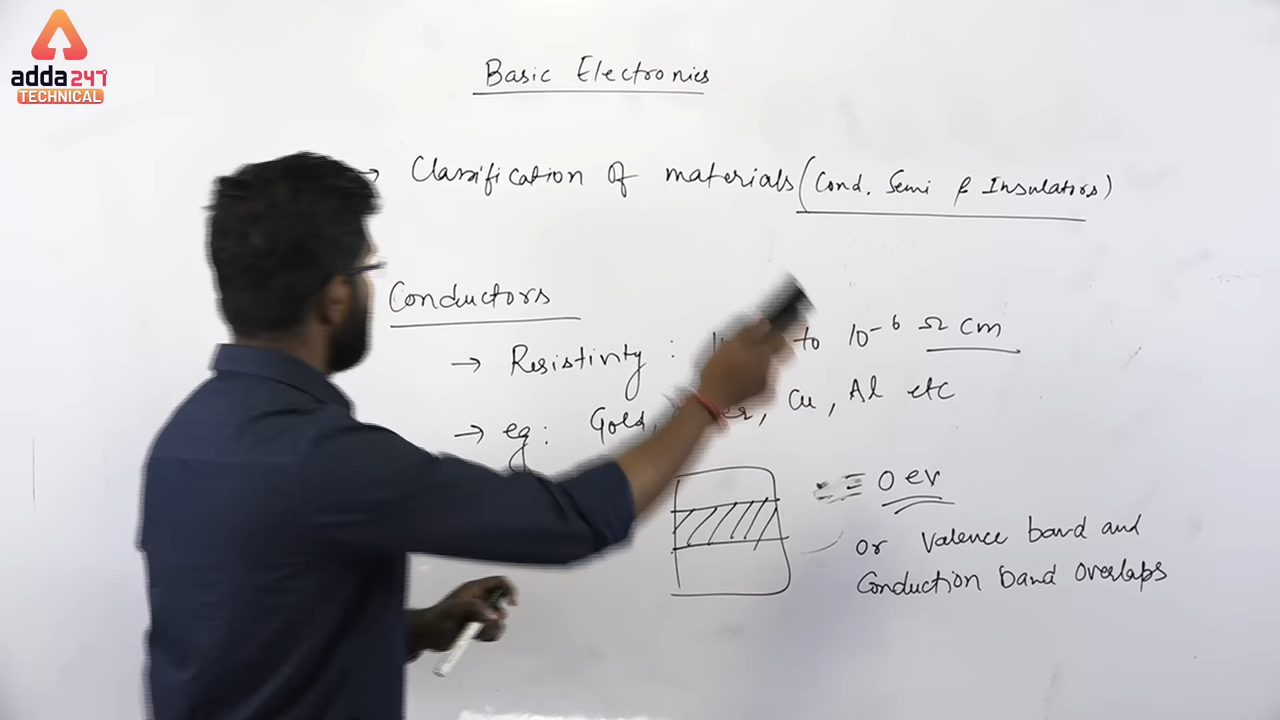 adda247
TECHNICAL
Basic Electronics
→ Classification of materials (Cond, Semi & Insulators)
Conductors
→ Resistivity : to 10-6 Ω cm
→ eg: Gold, Cu, Al etc
= 0 ev
or Valence band and
Conduction band overlaps